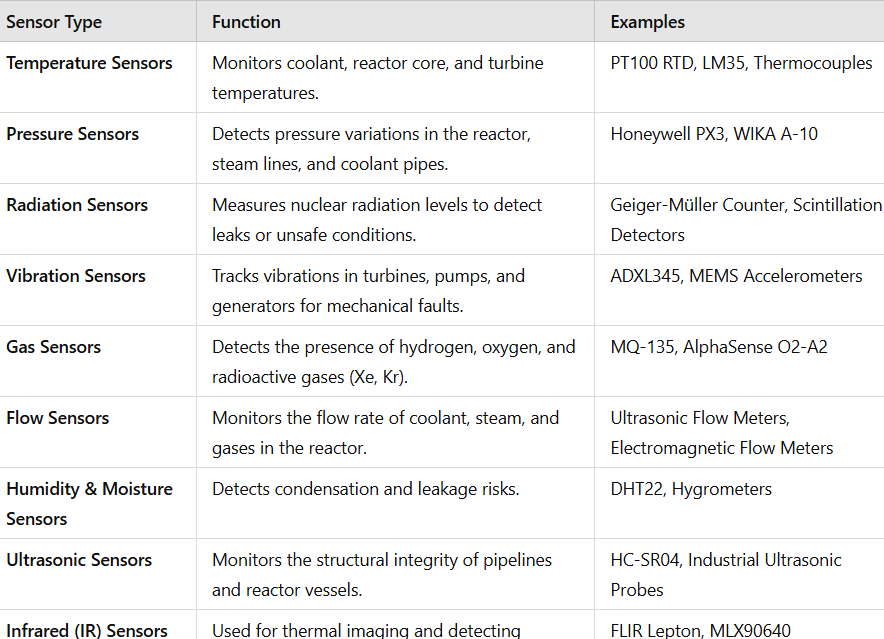 Sensor Type Function Examples
Temperature Sensors Monitors coolant, reactor core, and turbine PT100 RTD, LM35, Thermocouples
temperatures.
Pressure Sensors Detects pressure variations in the reactor, Honeywell PX3, WIKA A-10
steam lines, and coolant pipes.
Radiation Sensors Measures nuclear radiation levels to detect Geiger-Müller Counter, Scintillation
leaks or unsafe conditions. Detectors
Vibration Sensors Tracks vibrations in turbines, pumps, and ADXL345, MEMS Accelerometers
generators for mechanical faults.
Gas Sensors Detects the presence of hydrogen, oxygen, and MQ-135, AlphaSense O2-A2
radioactive gases (Xe, Kr).
Flow Sensors Monitors the flow rate of coolant, steam, and Ultrasonic Flow Meters,
gases in the reactor. Electromagnetic Flow Meters
Humidity & Moisture Detects condensation and leakage risks. DHT22, Hygrometers
Sensors
Ultrasonic Sensors Monitors the structural integrity of pipelines HC-SR04, Industrial Ultrasonic
and reactor vessels. Probes
Infrared (IR) Sensors Used for thermal imaging and detecting FLIR Lepton, MLX90640